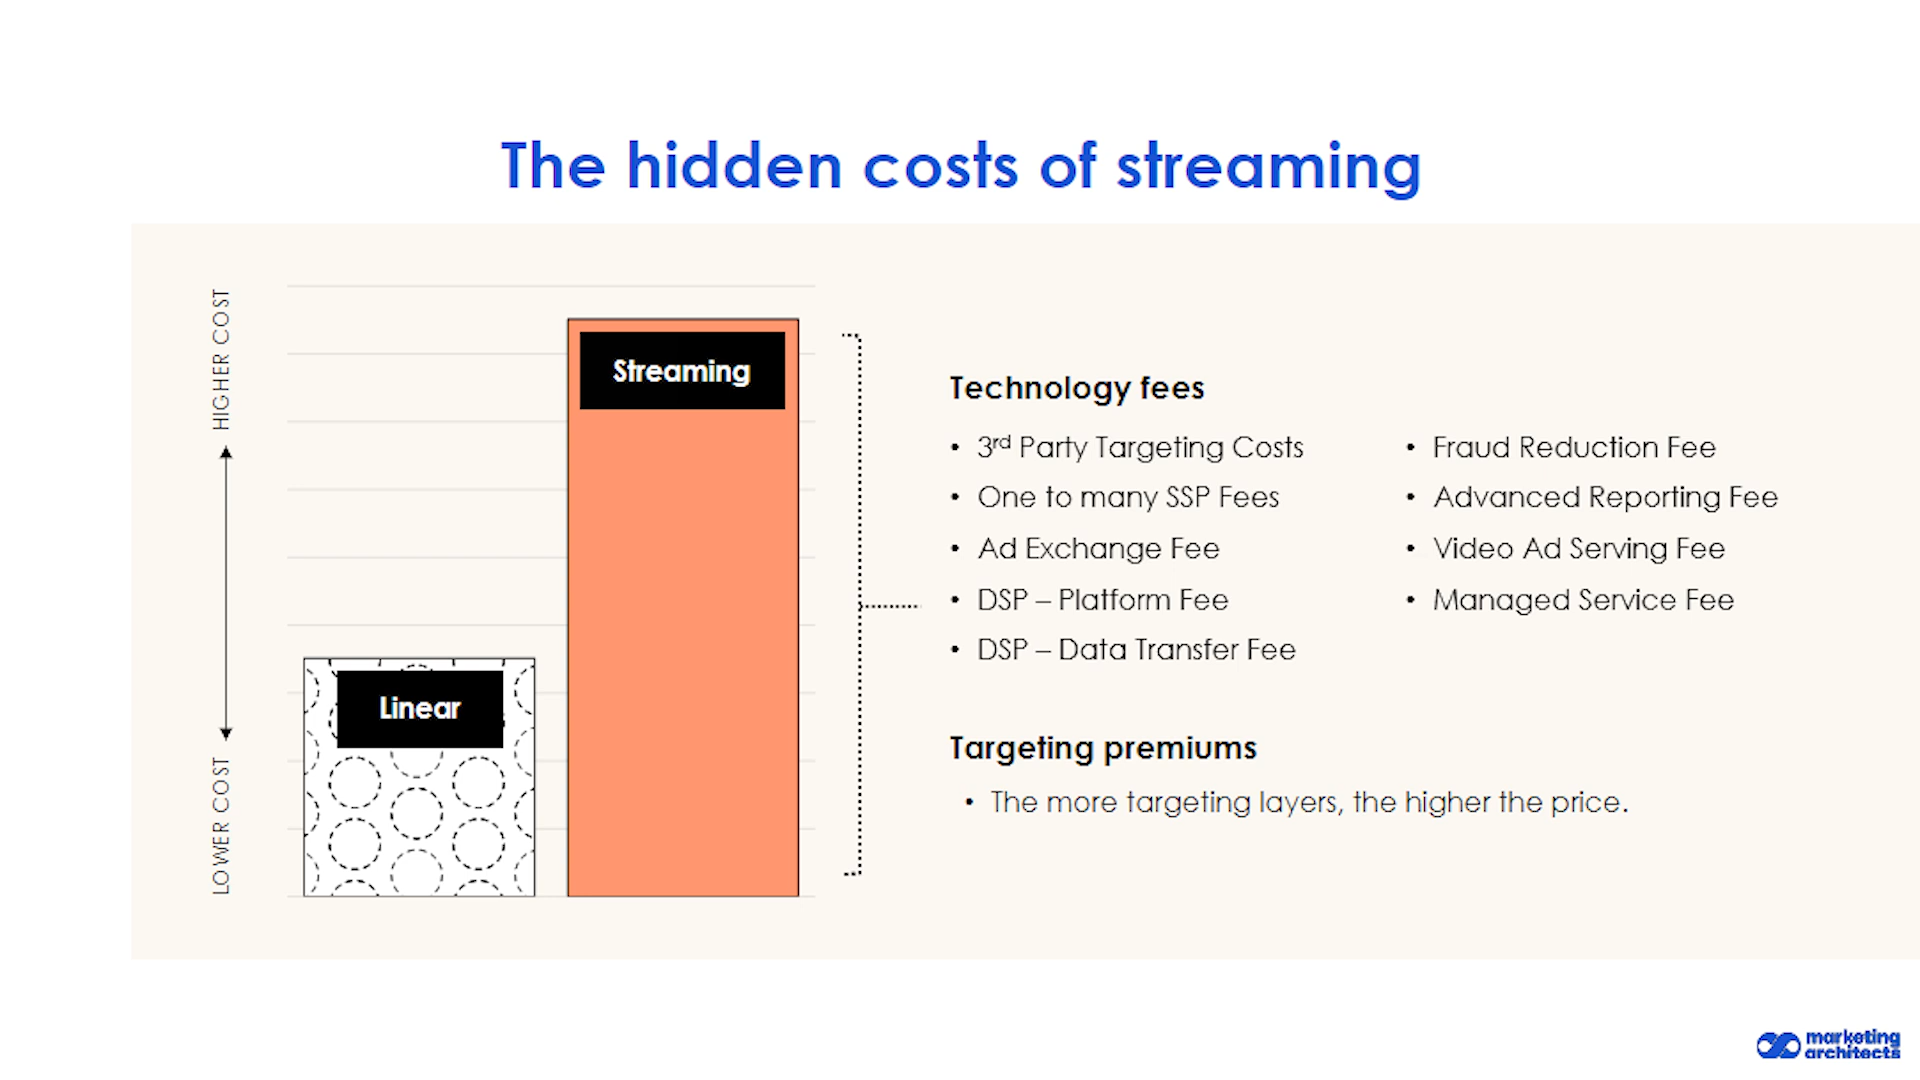 The hidden costs of streaming
HIGHER COST
LOWER COST
Streaming
Linear
Technology fees
• 3rd Party Targeting Costs
• One to many SSP Fees
• Ad Exchange Fee
• DSP – Platform Fee
• DSP – Data Transfer Fee
• Fraud Reduction Fee
• Advanced Reporting Fee
• Video Ad Serving Fee
• Managed Service Fee
Targeting premiums
• The more targeting layers, the higher the price.
marketing
architects